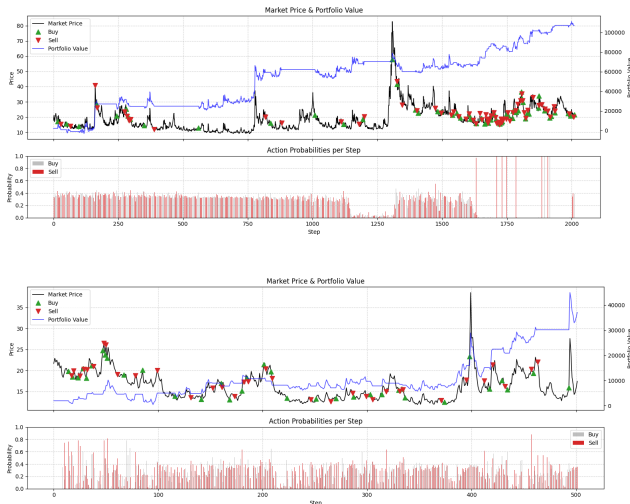 Market Price & Portfolio Value
Market Price
Buy
Sell
Portfolio Value
Price
80
70
60
50
40
30
20
10
100000
80000
60000
40000
20000
0
Portfolio Value
Action Probabilities per Step
Buy
Sell
Probability
1.0
0.8
0.6
0.4
0.2
0.0
0 250 500 750 1000 1250 1500 1750 2000
Step
Market Price & Portfolio Value
Market Price
Buy
Sell
Portfolio Value
Price
35
30
25
20
15
40000
30000
20000
10000
0
Action Probabilities per Step
Buy
Sell
Probability
1.0
0.8
0.6
0.4
0.2
0.0
0 100 200 300 400 500
Step